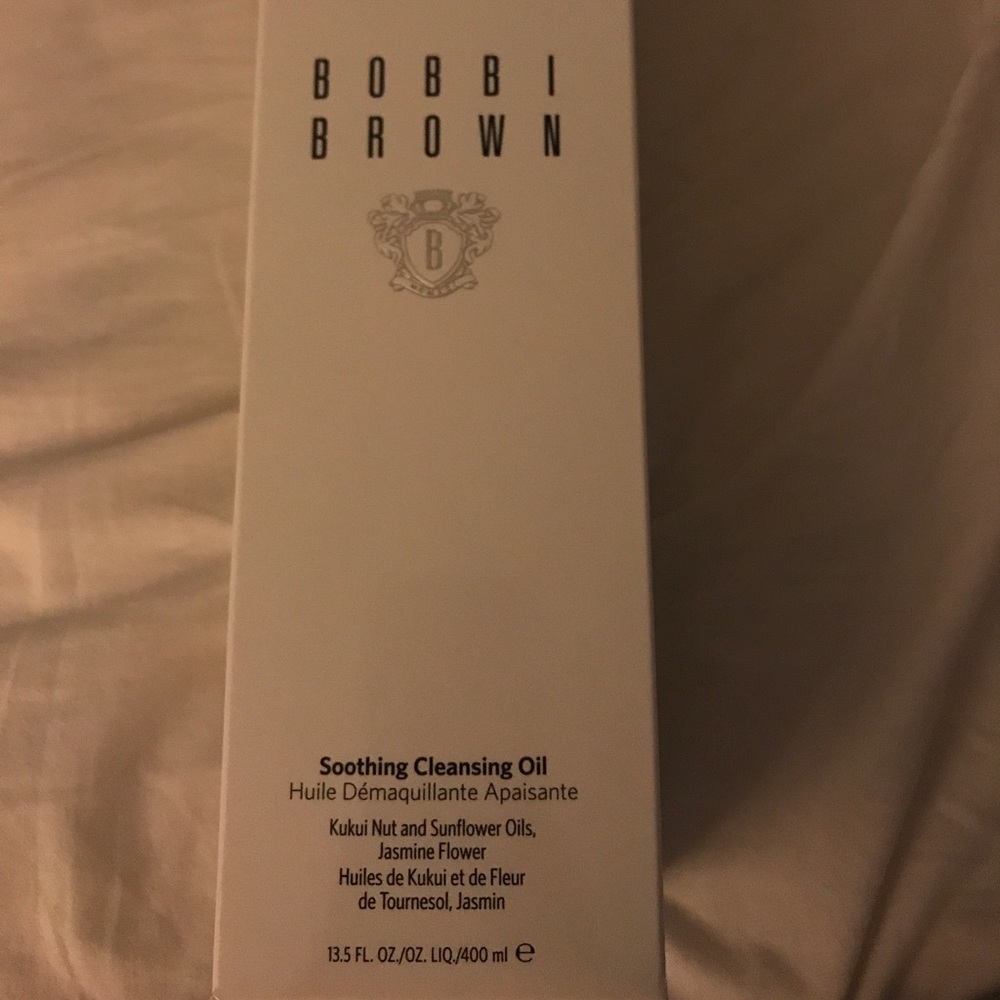 BOBBI
BROWN
B
Soothing Cleansing Oil
Huile Démaquillante Apaisante
Kukui Nut and Sunflower Oils,
Jasmine Flower
Huiles de Kukui et de Fleur
de Tournesol, Jasmin
13.5 FL. OZ./OZ. LIQ./400 ml ℮